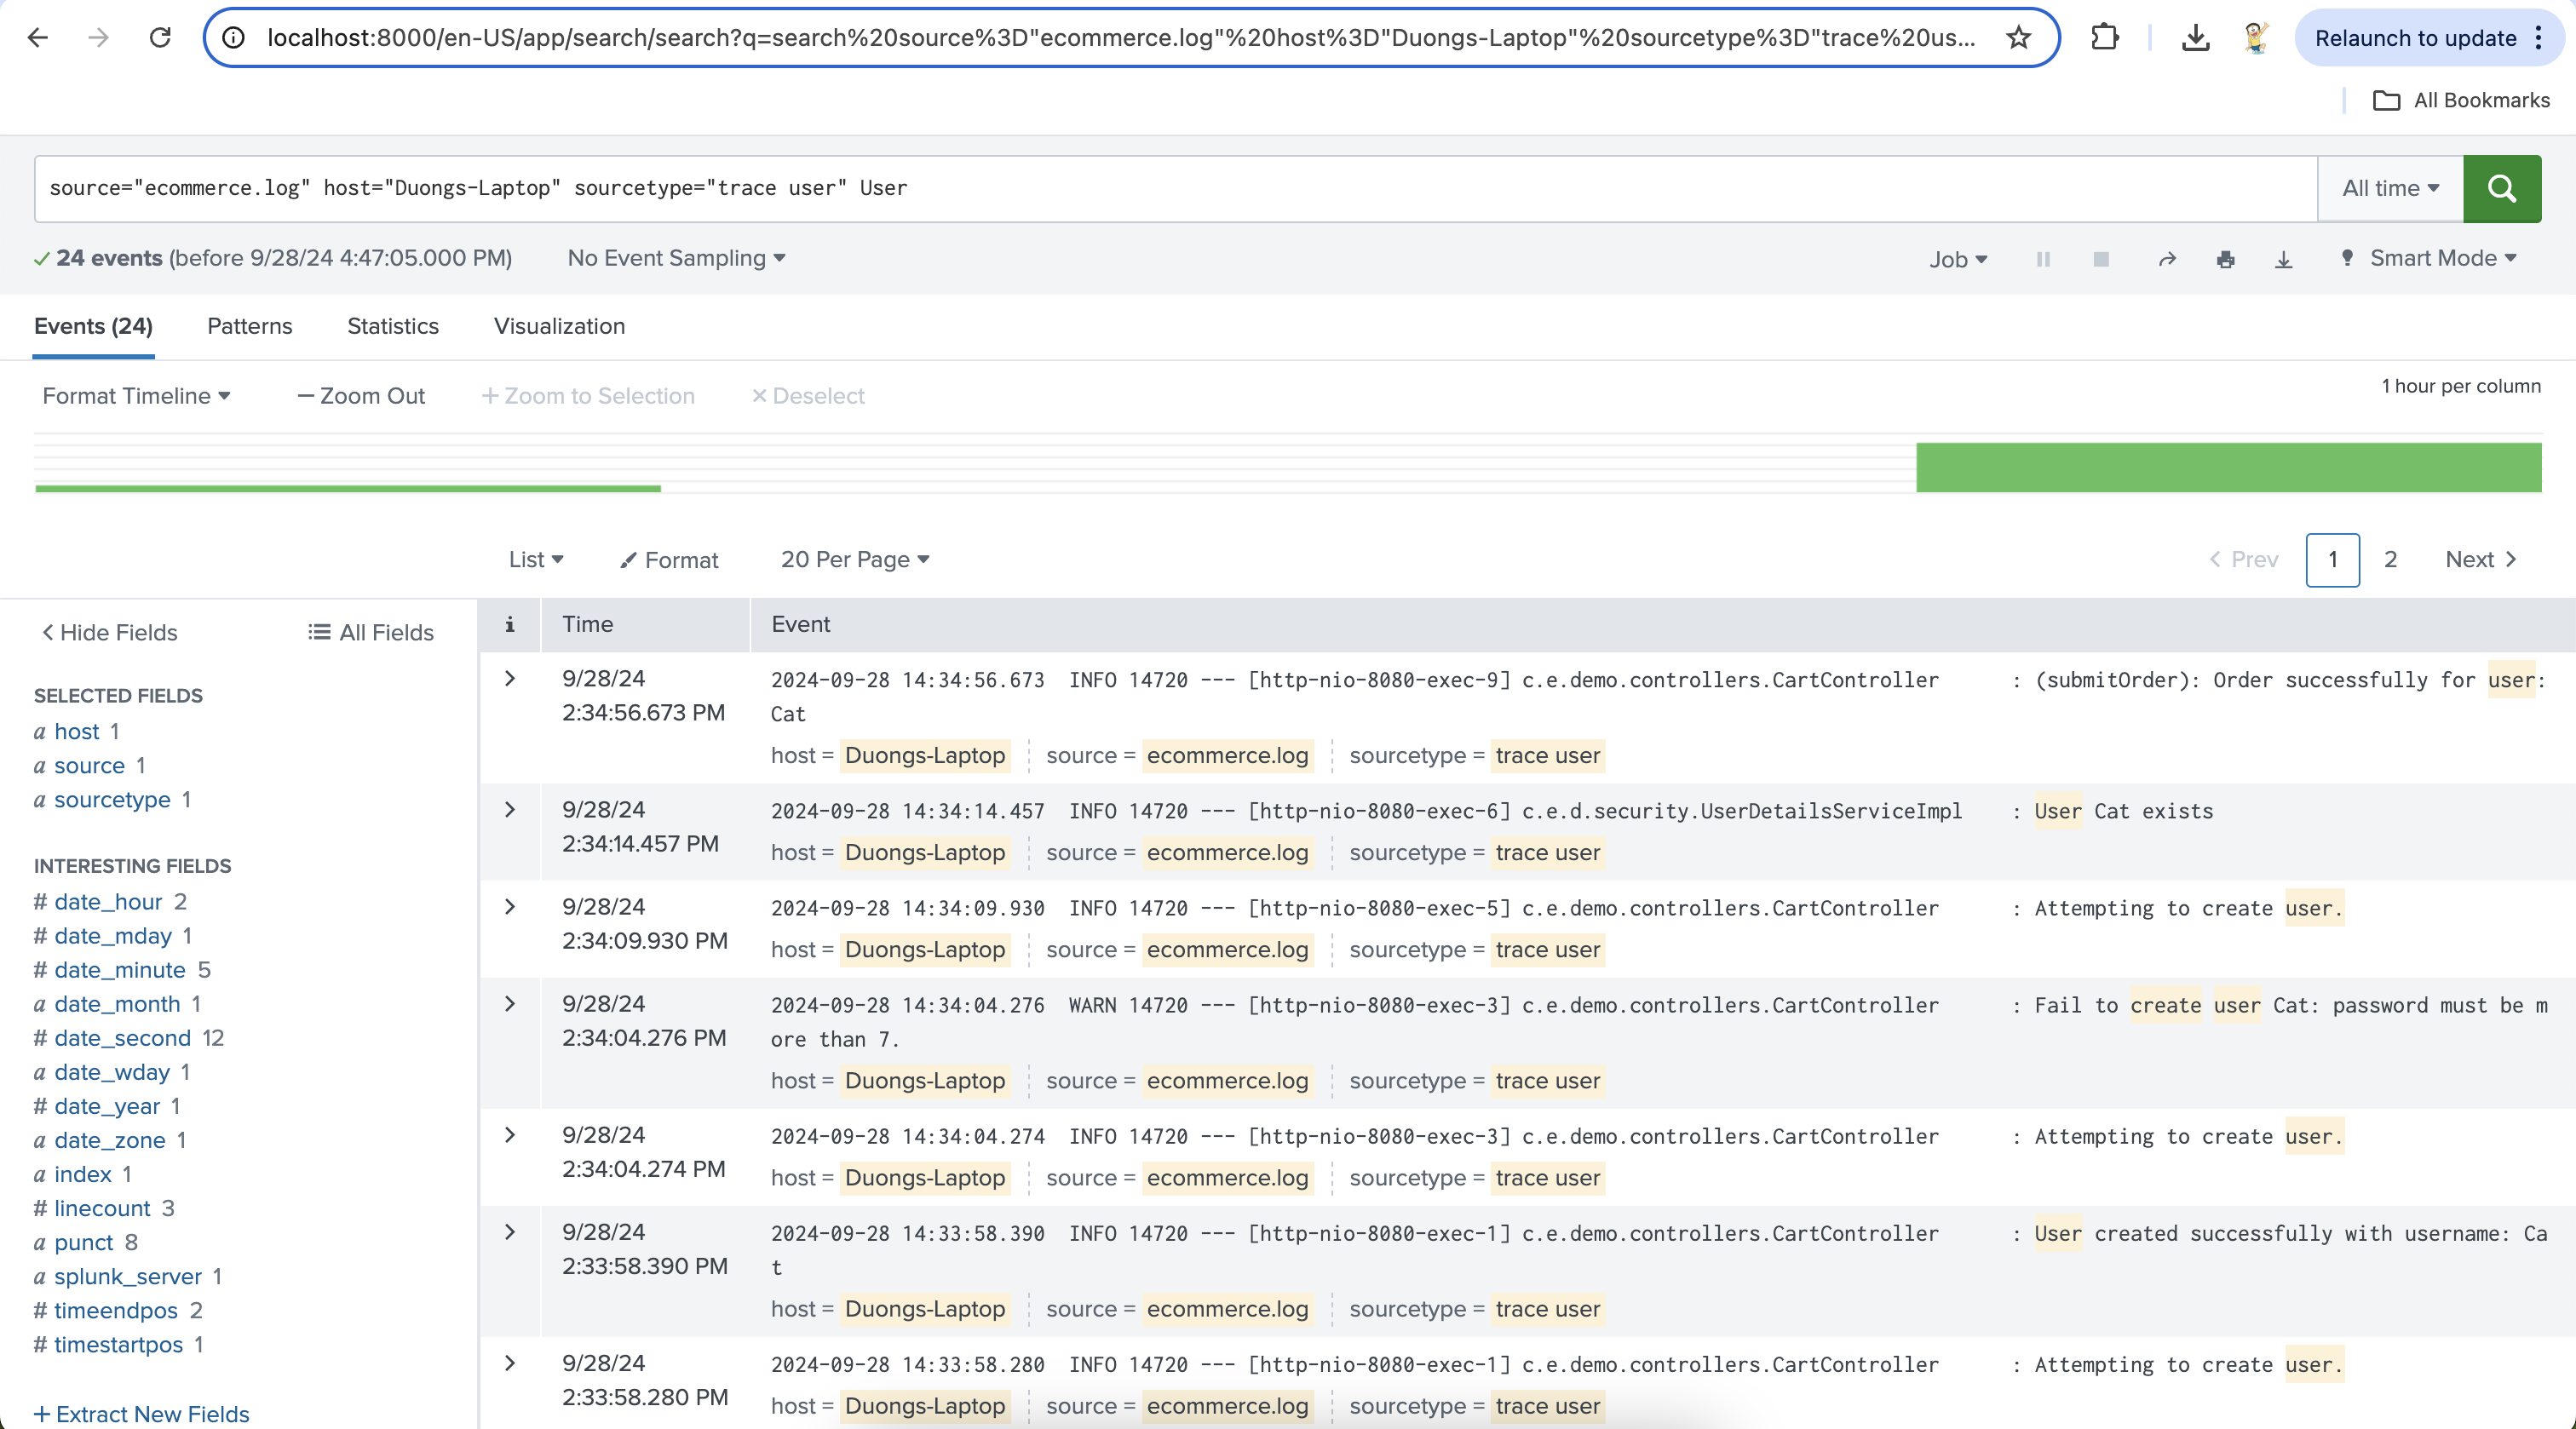 localhost:8000/en-US/app/search/search?q=search%20source%3D"ecommerce.log"%20host%3D"Duongs-Laptop"%20sourcetype%3D"trace%20us...
Relaunch to update
All Bookmarks
source="ecommerce.log" host="Duongs-Laptop" sourcetype="trace user" User
All time
24 events (before 9/28/24 4:47:05.000 PM)
No Event Sampling
Job
Smart Mode
Events (24)
Patterns
Statistics
Visualization
Format Timeline
— Zoom Out
+ Zoom to Selection
× Deselect
1 hour per column
List
Format
20 Per Page
< Prev
1
2
Next >
< Hide Fields
All Fields
SELECTED FIELDS
a host 1
a source 1
a sourcetype 1
INTERESTING FIELDS
# date_hour 2
# date_mday 1
# date_minute 5
a date_month 1
# date_second 12
a date_wday 1
# date_year 1
a date_zone 1
a index 1
# linecount 3
a punct 8
a splunk_server 1
# timeendpos 2
# timestartpos 1
+ Extract New Fields
i Time Event
9/28/24
2:34:56.673 PM
2024-09-28 14:34:56.673  INFO 14720 --- [http-nio-8080-exec-9] c.e.demo.controllers.CartController      : (submitOrder): Order successfully for user:
Cat
host = Duongs-Laptop source = ecommerce.log sourcetype = trace user
9/28/24
2:34:14.457 PM
2024-09-28 14:34:14.457  INFO 14720 --- [http-nio-8080-exec-6] c.e.d.security.UserDetailsServiceImpl    : User Cat exists
host = Duongs-Laptop source = ecommerce.log sourcetype = trace user
9/28/24
2:34:09.930 PM
2024-09-28 14:34:09.930  INFO 14720 --- [http-nio-8080-exec-5] c.e.demo.controllers.CartController      : Attempting to create user.
host = Duongs-Laptop source = ecommerce.log sourcetype = trace user
9/28/24
2:34:04.276 PM
2024-09-28 14:34:04.276  WARN 14720 --- [http-nio-8080-exec-3] c.e.demo.controllers.CartController      : Fail to create user Cat: password must be m
ore than 7.
host = Duongs-Laptop source = ecommerce.log sourcetype = trace user
9/28/24
2:34:04.274 PM
2024-09-28 14:34:04.274  INFO 14720 --- [http-nio-8080-exec-3] c.e.demo.controllers.CartController      : Attempting to create user.
host = Duongs-Laptop source = ecommerce.log sourcetype = trace user
9/28/24
2:33:58.390 PM
2024-09-28 14:33:58.390  INFO 14720 --- [http-nio-8080-exec-1] c.e.demo.controllers.CartController      : User created successfully with username: Ca
t
host = Duongs-Laptop source = ecommerce.log sourcetype = trace user
9/28/24
2:33:58.280 PM
2024-09-28 14:33:58.280  INFO 14720 --- [http-nio-8080-exec-1] c.e.demo.controllers.CartController      : Attempting to create user.
host = Duongs-Laptop source = ecommerce.log sourcetype = trace user